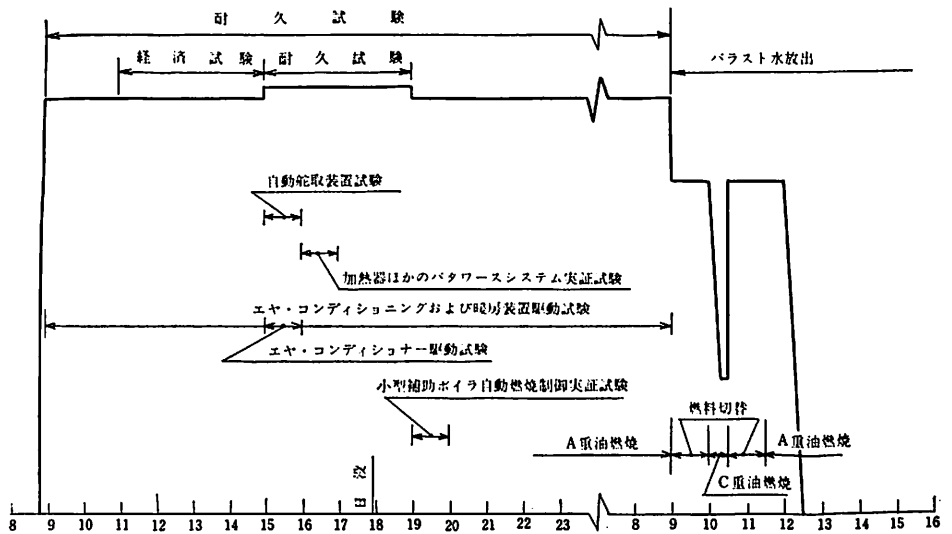 耐久試験
経済試験
耐久試験
バラスト水放出
自動舵取装置試験
加熱器ほかのバタワースシステム実証試験
エヤ・コンディショニングおよび暖房装置駆動試験
エヤ・コンディショナー駆動試験
小型補助ボイラ自動燃焼制御実証試験
燃料切替
A重油燃焼
A重油燃焼
C重油燃焼
日没
8 9 10 11 12 13 14 15 16 17 18 19 20 21 22 23 8 9 10 11 12 13 14 15 16